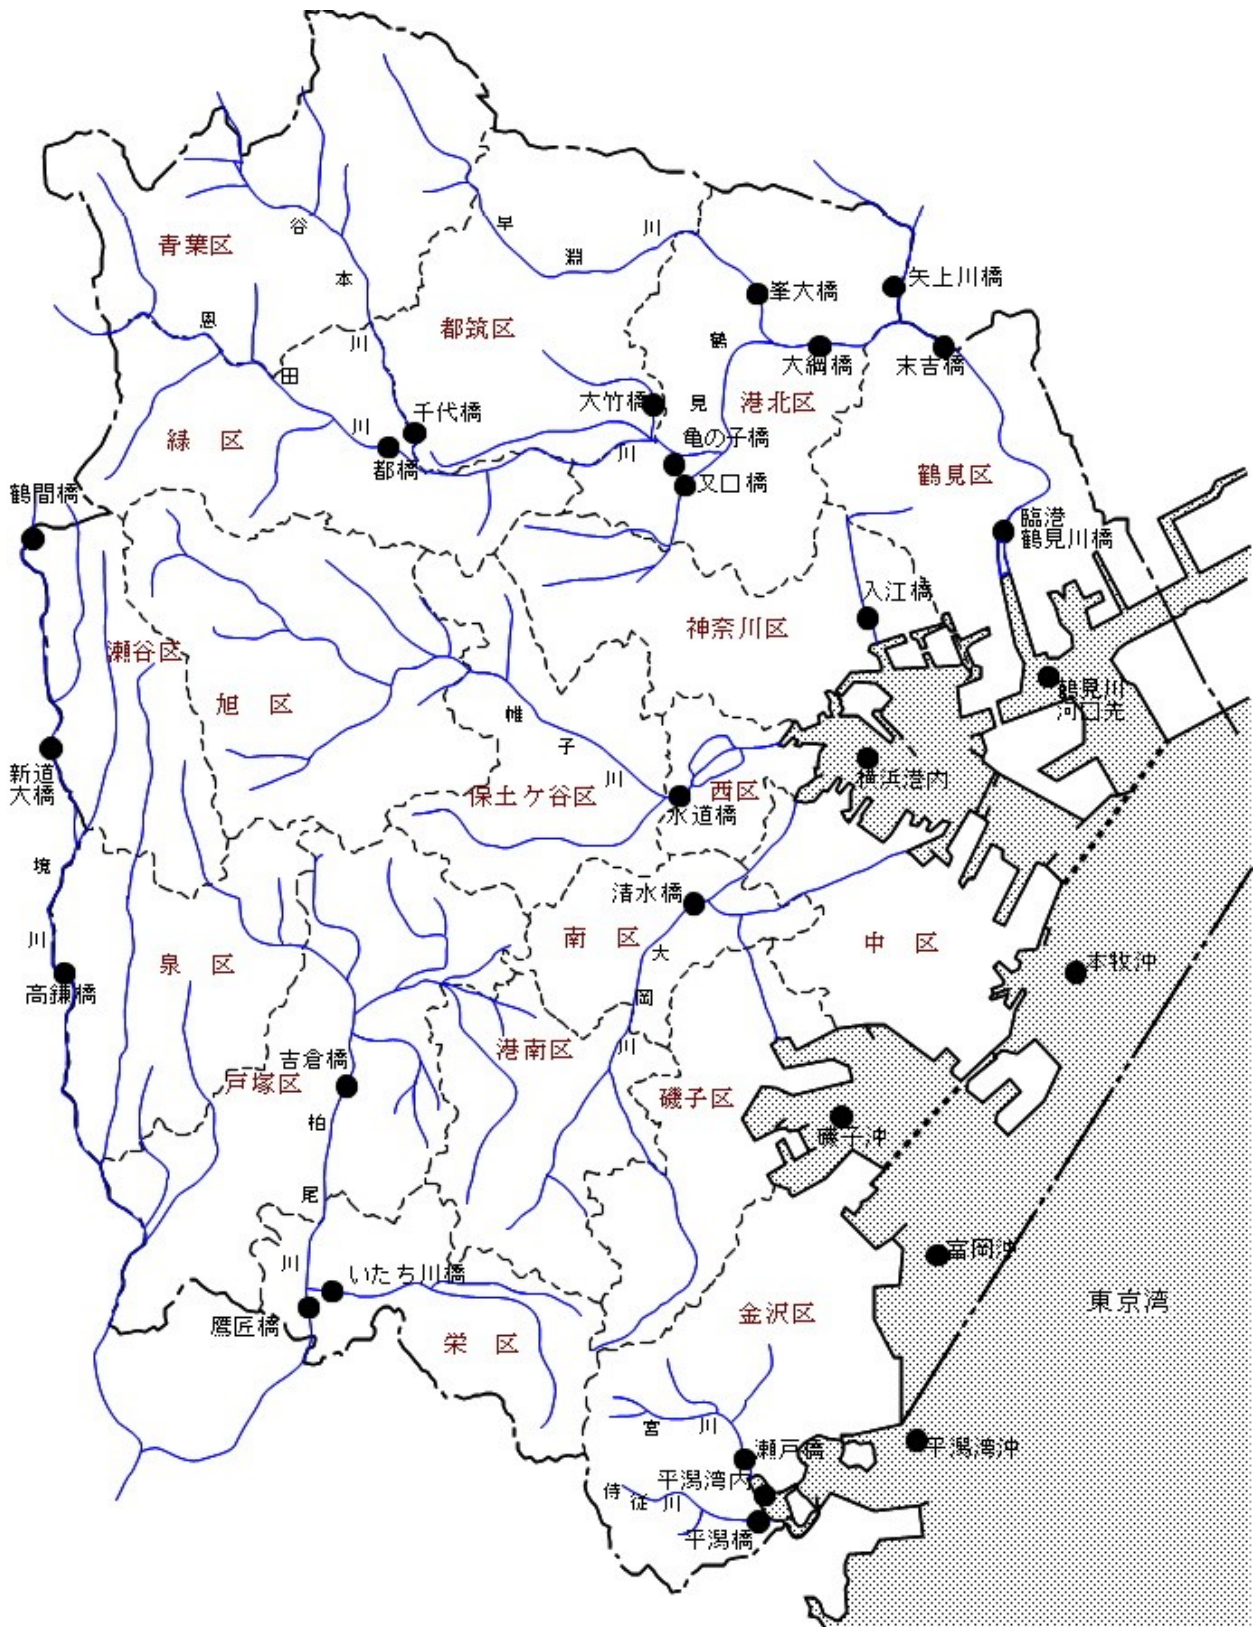 谷本川
早淵川
青葉区
矢上川橋
峯大橋
恩田川
都筑区
鶴見川
大綱橋
末吉橋
大竹橋
港北区
千代橋
緑 区
亀の子橋
都橋
鶴見区
又口橋
鶴間橋
臨港
鶴見川橋
入江橋
神奈川区
瀬谷区
旭 区
鶴見川
河口先
帷子川
新道
大橋
横浜港内
保土ケ谷区
西区
水道橋
境川
清水橋
南 区
中 区
大岡川
泉 区
本牧沖
高鎌橋
港南区
吉倉橋
戸塚区
磯子区
柏尾川
磯子沖
富岡沖
いたち川橋
東京湾
鷹匠橋
金沢区
栄 区
宮川
瀬戸橋
平潟湾沖
平潟湾内
侍従川
平潟橋